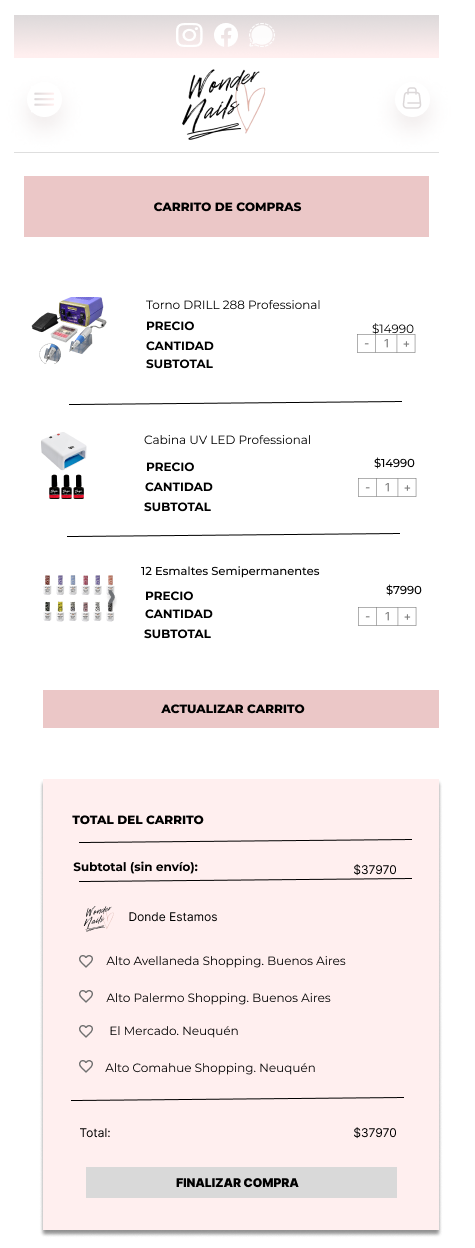 Wonder
Nails
CARRITO DE COMPRAS
Torno DRILL 288 Professional
PRECIO $14990
CANTIDAD - 1 +
SUBTOTAL
Cabina UV LED Professional
PRECIO $14990
CANTIDAD - 1 +
SUBTOTAL
12 Esmaltes Semipermanentes
PRECIO $7990
CANTIDAD - 1 +
SUBTOTAL
ACTUALIZAR CARRITO
TOTAL DEL CARRITO
Subtotal (sin envío): $37970
Wonder
Nails
Donde Estamos
Alto Avellaneda Shopping. Buenos Aires
Alto Palermo Shopping. Buenos Aires
El Mercado. Neuquén
Alto Comahue Shopping. Neuquén
Total: $37970
FINALIZAR COMPRA